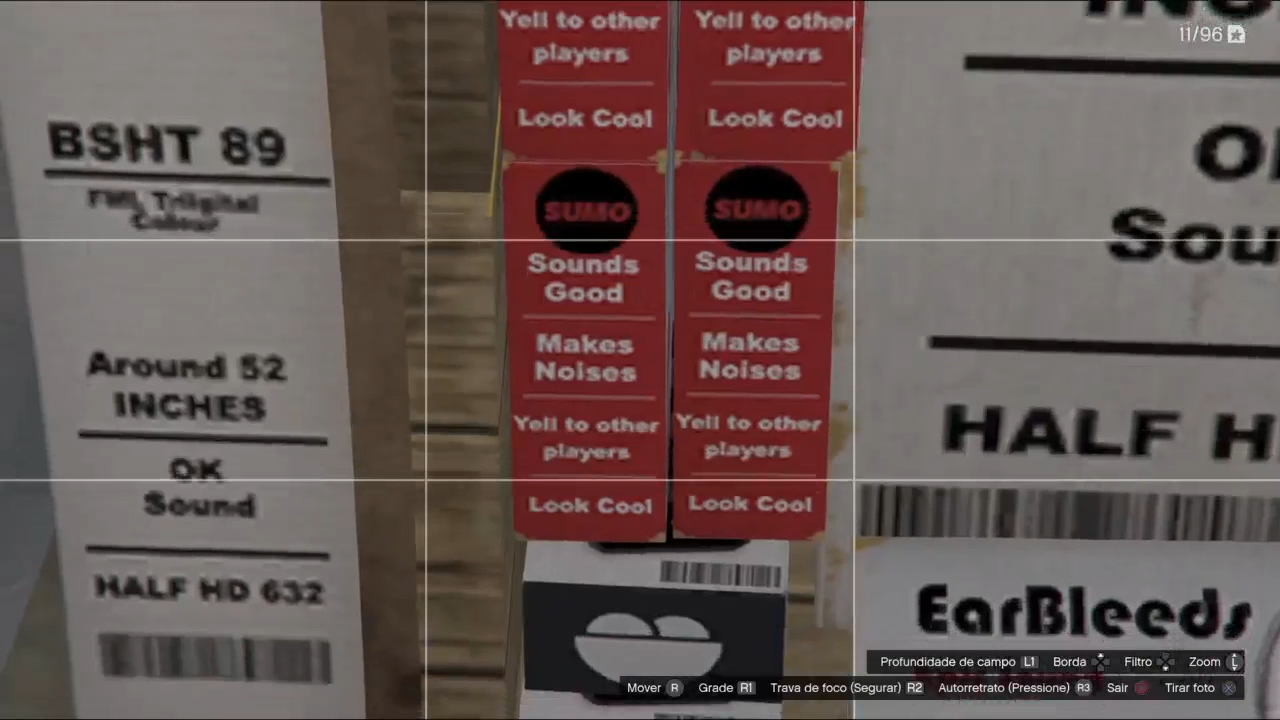 11/96
BSHT 89
FML Triigital
Colour
Around 52
INCHES
OK
Sound
HALF HD 632
Yell to other
players
Look Cool
SUMO
Sounds
Good
Makes
Noises
Yell to other
players
Look Cool
Yell to other
players
Look Cool
SUMO
Sounds
Good
Makes
Noises
Yell to other
players
Look Cool
Sou
HALF H
EarBleeds
Profundidade de campo L1 Borda Filtro Zoom L
Mover R Grade R1 Trava de foco (Segurar) R2 Autorretrato (Pressione) R3 Sair Tirar foto